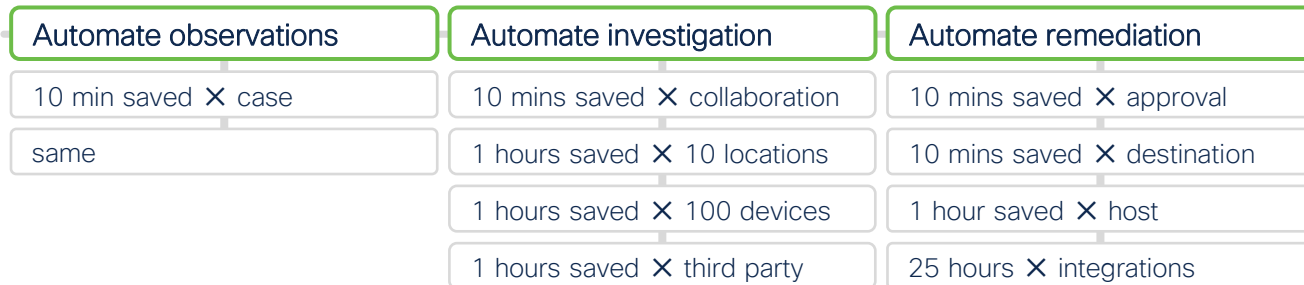 Automate observations
10 min saved ✕ case
same
Automate investigation
10 mins saved ✕ collaboration
1 hours saved ✕ 10 locations
1 hours saved ✕ 100 devices
1 hours saved ✕ third party
Automate remediation
10 mins saved ✕ approval
10 mins saved ✕ destination
1 hour saved ✕ host
25 hours ✕ integrations